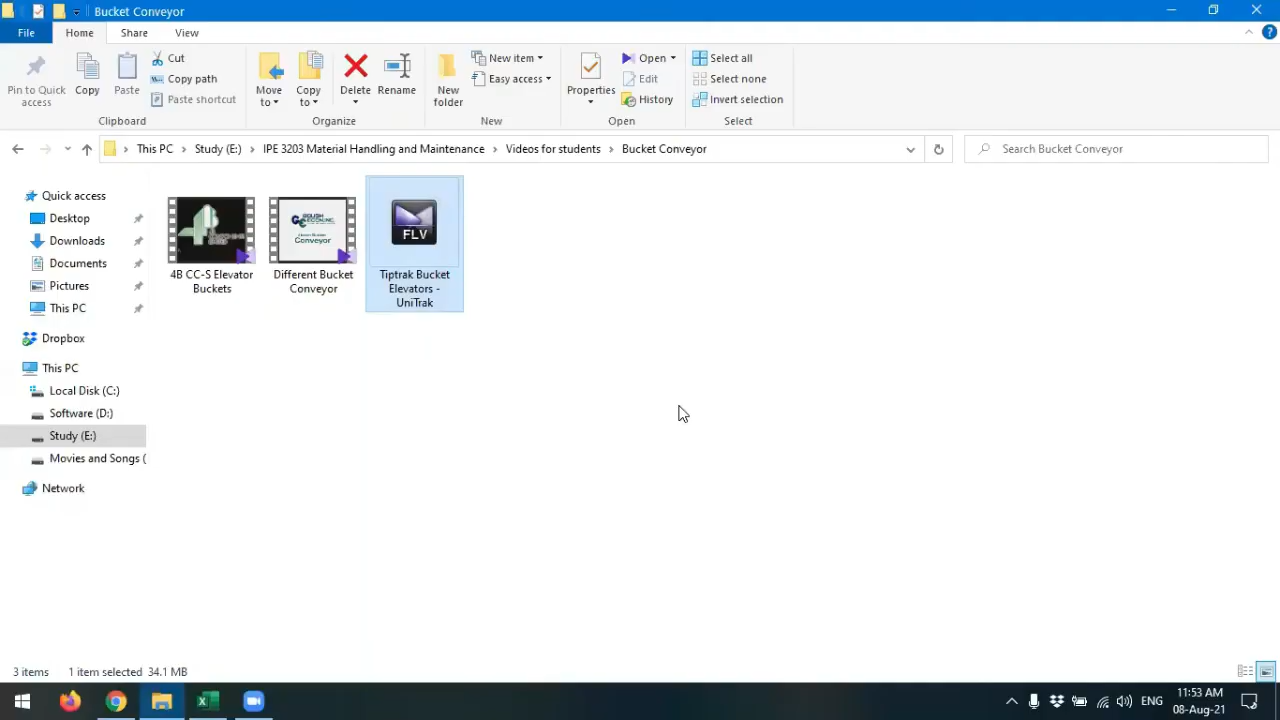 Bucket Conveyor
File Home Share View
Pin to Quick access
Copy
Paste
Cut
Copy path
Paste shortcut
Clipboard
Move to
Copy to
Delete
Rename
Organize
New folder
New item
Easy access
New
Properties
Open
Edit
History
Open
Select all
Select none
Invert selection
Select
This PC > Study (E:) > IPE 3203 Material Handling and Maintenance > Videos for students > Bucket Conveyor
Search Bucket Conveyor
Quick access
Desktop
Downloads
Documents
Pictures
This PC
Dropbox
This PC
Local Disk (C:)
Software (D:)
Study (E:)
Movies and Songs (
Network
4B CC-S Elevator
Buckets
Conveyor
Different Bucket
Conveyor
FLV
Tiptrak Bucket
Elevators -
UniTrak
3 items 1 item selected 34.1 MB
ENG
11:53 AM
08-Aug-21